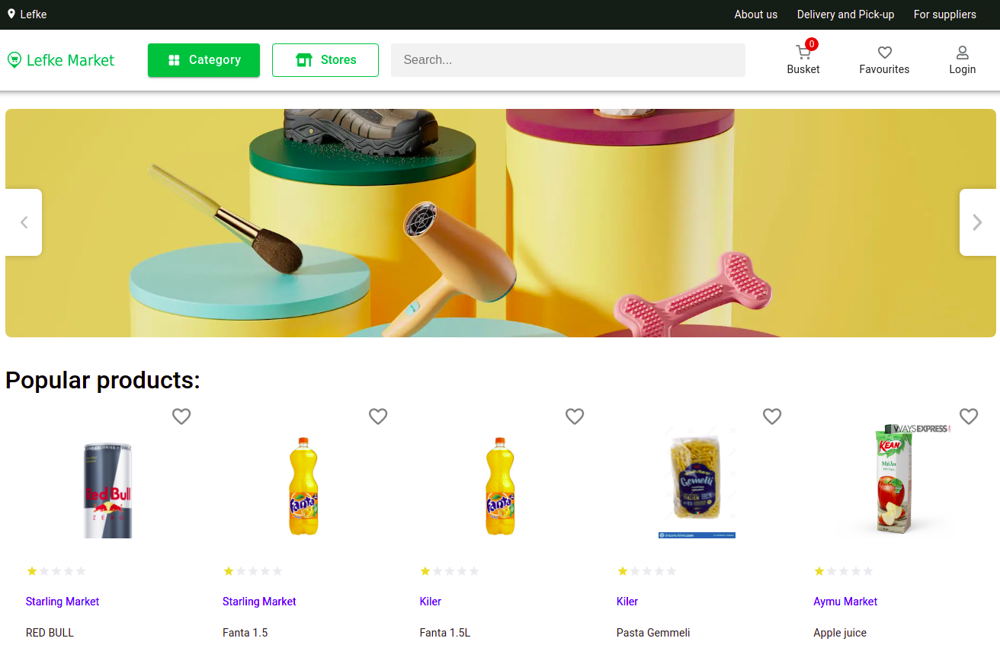 Lefke
About us
Delivery and Pick-up
For suppliers
Lefke Market
Category
Stores
Search...
0
Busket
Favourites
Login
Popular products:
Red Bull
ZERO
Fanta
Fanta
Gemelli
WAYSEXPRESS
KEAN
Μήλο
Starling Market
Starling Market
Kiler
Kiler
Aymu Market
RED BULL
Fanta 1.5
Fanta 1.5L
Pasta Gemmeli
Apple juice